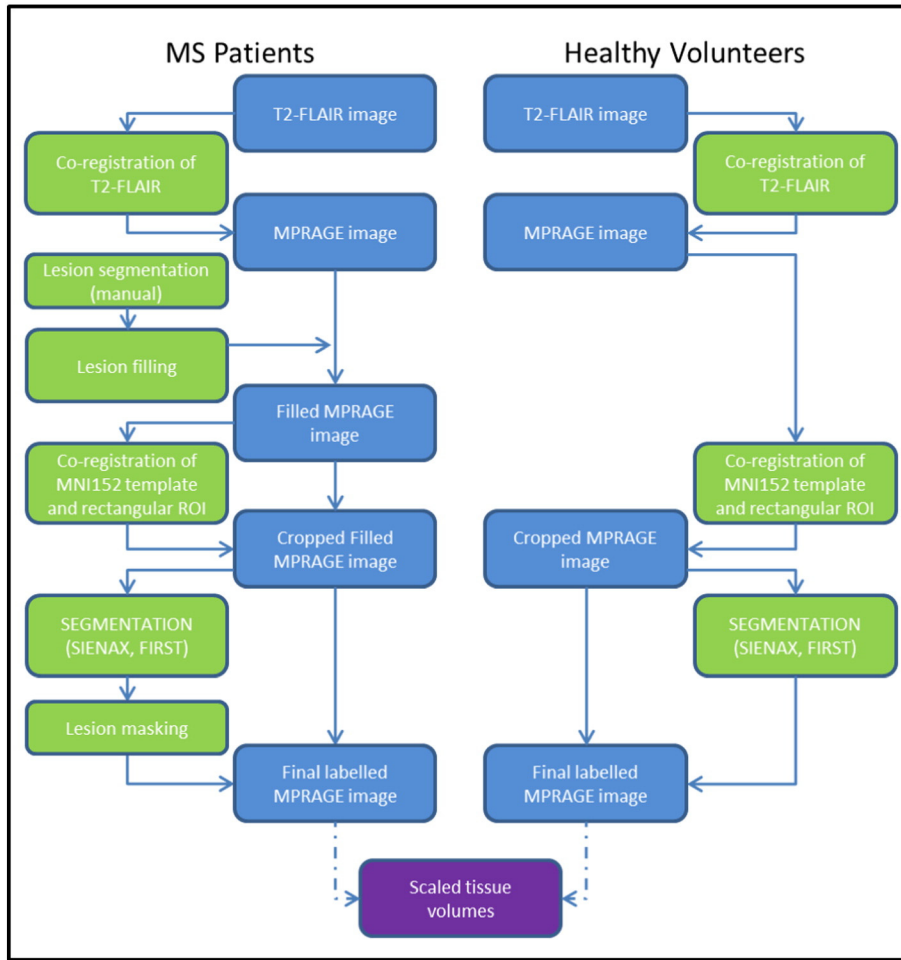 MS Patients
Healthy Volunteers
T2-FLAIR image
T2-FLAIR image
Co-registration of
T2-FLAIR
Co-registration of
T2-FLAIR
MPRAGE image
MPRAGE image
Lesion segmentation
(manual)
Lesion filling
Filled MPRAGE
image
Co-registration of
MNI152 template
and rectangular ROI
Co-registration of
MNI152 template
and rectangular ROI
Cropped Filled
MPRAGE image
Cropped MPRAGE
image
SEGMENTATION
(SIENAX, FIRST)
SEGMENTATION
(SIENAX, FIRST)
Lesion masking
Final labelled
MPRAGE image
Final labelled
MPRAGE image
Scaled tissue
volumes